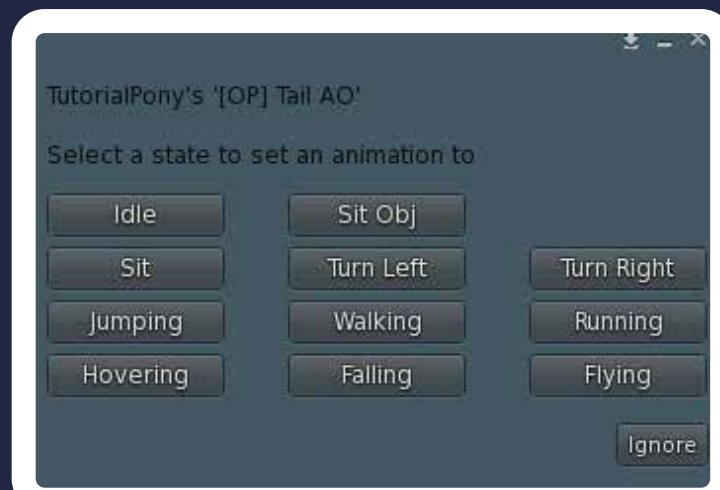 TutorialPony's '[OP] Tail AO'
Select a state to set an animation to
Idle Sit Obj
Sit Turn Left Turn Right
Jumping Walking Running
Hovering Falling Flying
Ignore